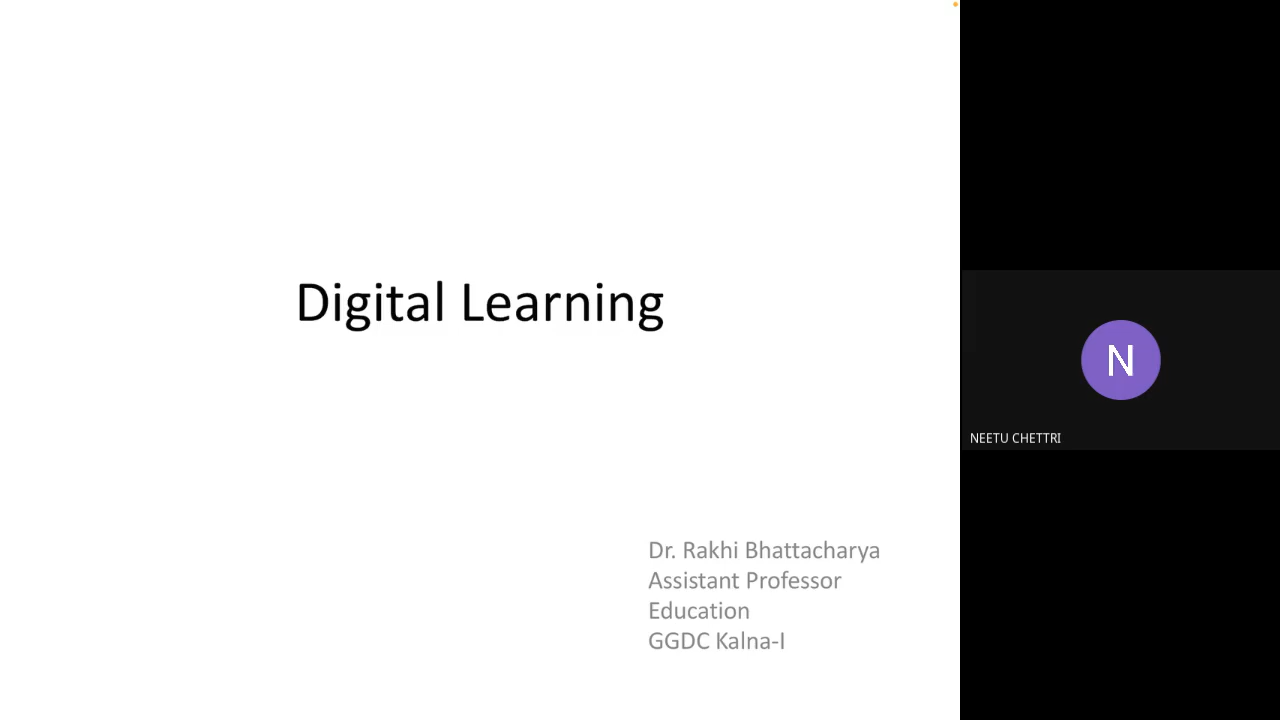 Digital Learning
N
NEETU CHETTRI
Dr. Rakhi Bhattacharya
Assistant Professor
Education
GGDC Kalna-I